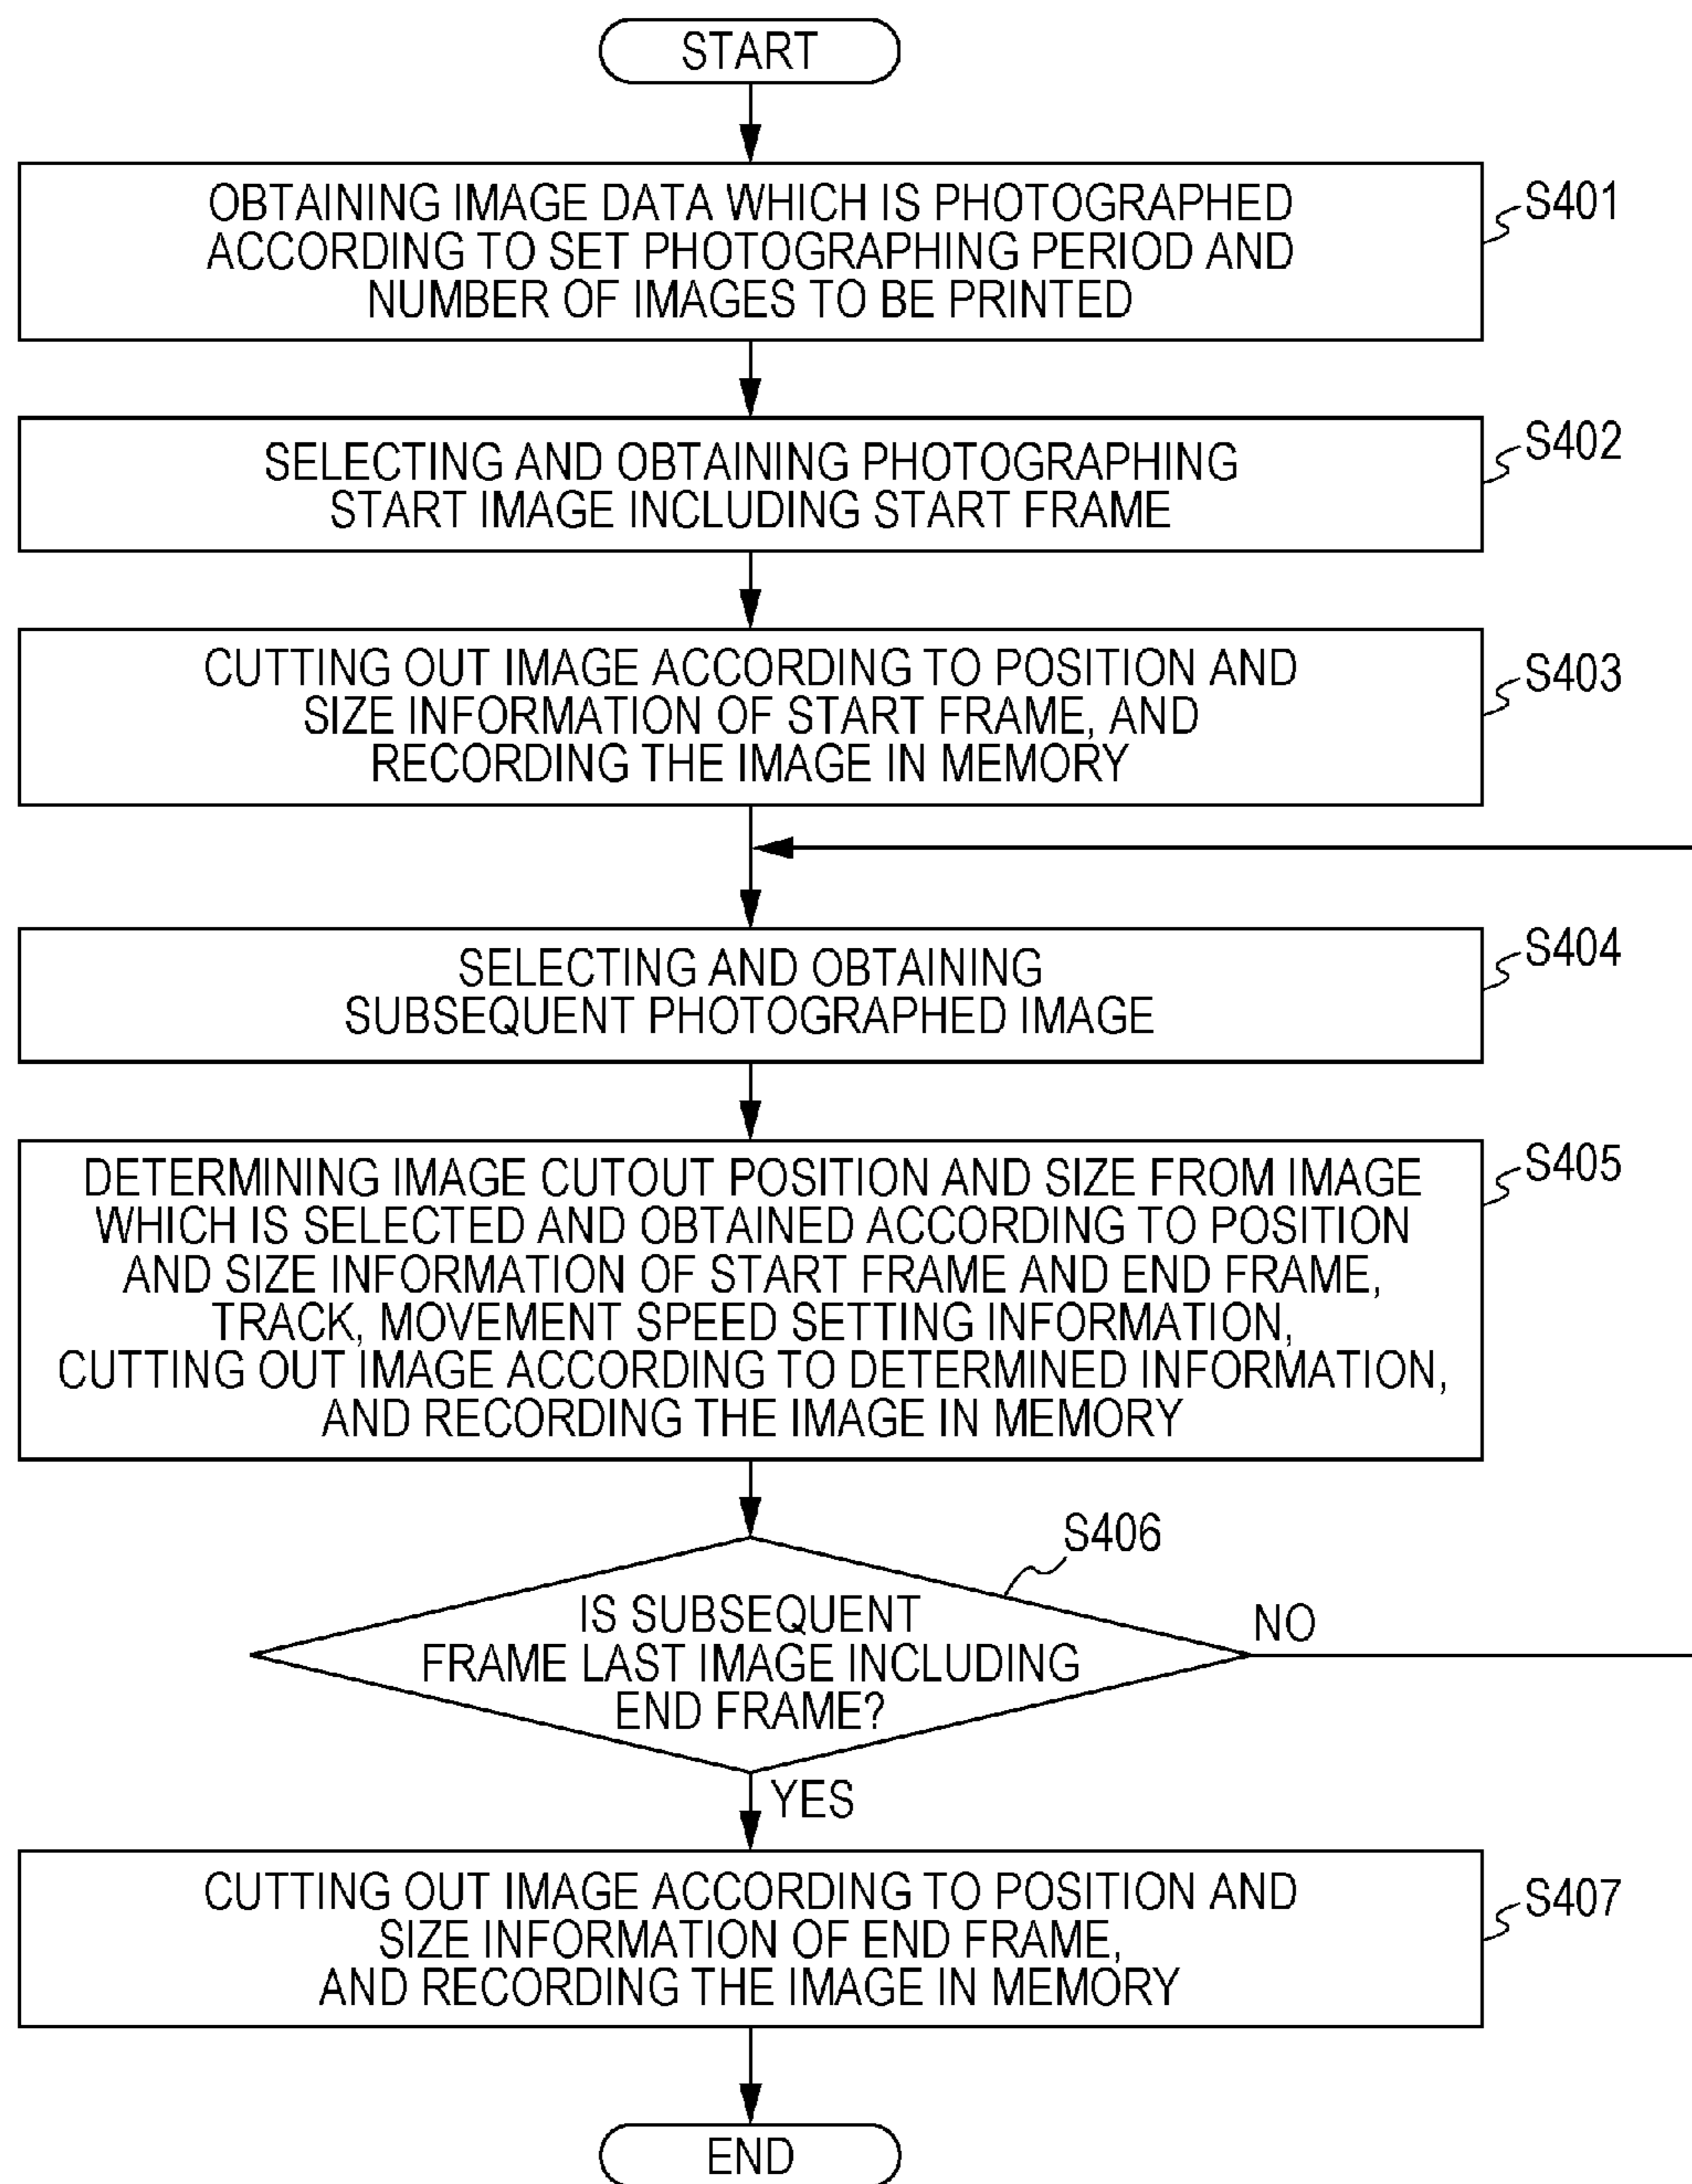 START
OBTAINING IMAGE DATA WHICH IS PHOTOGRAPHED
ACCORDING TO SET PHOTOGRAPHING PERIOD AND
NUMBER OF IMAGES TO BE PRINTED
S401
SELECTING AND OBTAINING PHOTOGRAPHING
START IMAGE INCLUDING START FRAME
S402
CUTTING OUT IMAGE ACCORDING TO POSITION AND
SIZE INFORMATION OF START FRAME, AND
RECORDING THE IMAGE IN MEMORY
S403
SELECTING AND OBTAINING
SUBSEQUENT PHOTOGRAPHED IMAGE
S404
DETERMINING IMAGE CUTOUT POSITION AND SIZE FROM IMAGE
WHICH IS SELECTED AND OBTAINED ACCORDING TO POSITION
AND SIZE INFORMATION OF START FRAME AND END FRAME,
TRACK, MOVEMENT SPEED SETTING INFORMATION,
CUTTING OUT IMAGE ACCORDING TO DETERMINED INFORMATION,
AND RECORDING THE IMAGE IN MEMORY
S405
S406
IS SUBSEQUENT
FRAME LAST IMAGE INCLUDING
END FRAME?
NO
YES
CUTTING OUT IMAGE ACCORDING TO POSITION AND
SIZE INFORMATION OF END FRAME,
AND RECORDING THE IMAGE IN MEMORY
S407
END